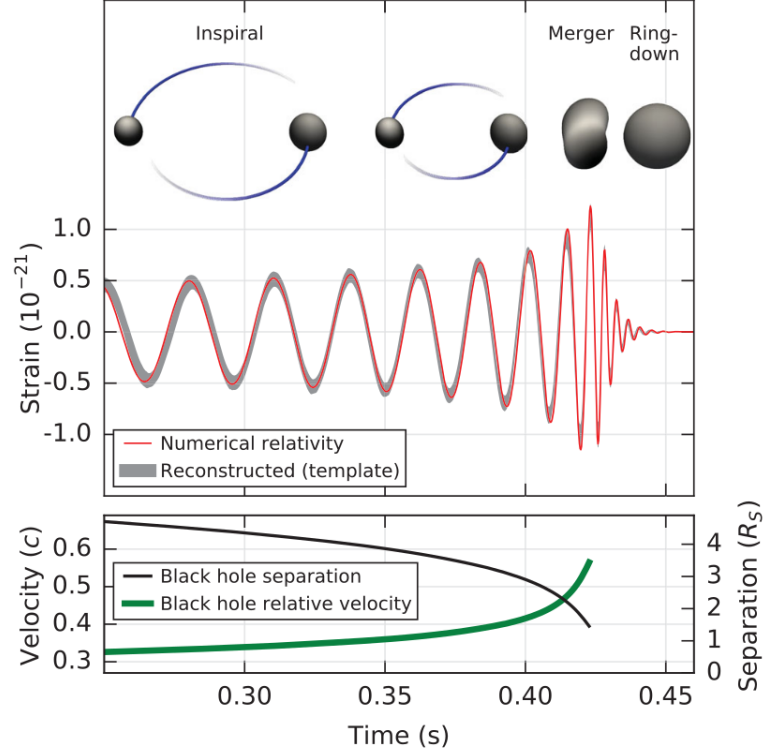 Inspiral
Merger
Ring-
down
Strain (10⁻²¹)
1.0
0.5
0.0
-0.5
-1.0
Numerical relativity
Reconstructed (template)
Velocity (c)
0.6
0.5
0.4
0.3
Black hole separation
Black hole relative velocity
Separation (R_S)
4
3
2
1
0
0.30
0.35
0.40
0.45
Time (s)